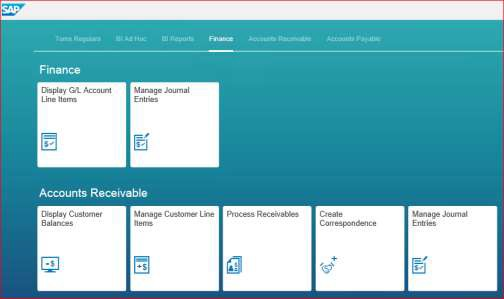 SAP
Tams Regulars BI Ad Hoc BI Reports Finance Accounts Receivable Accounts Payable
Finance
Display G/L Account
Line Items
Manage Journal
Entries
Accounts Receivable
Display Customer
Balances
Manage Customer Line
Items
Process Receivables
Create
Correspondence
Manage Journal
Entries